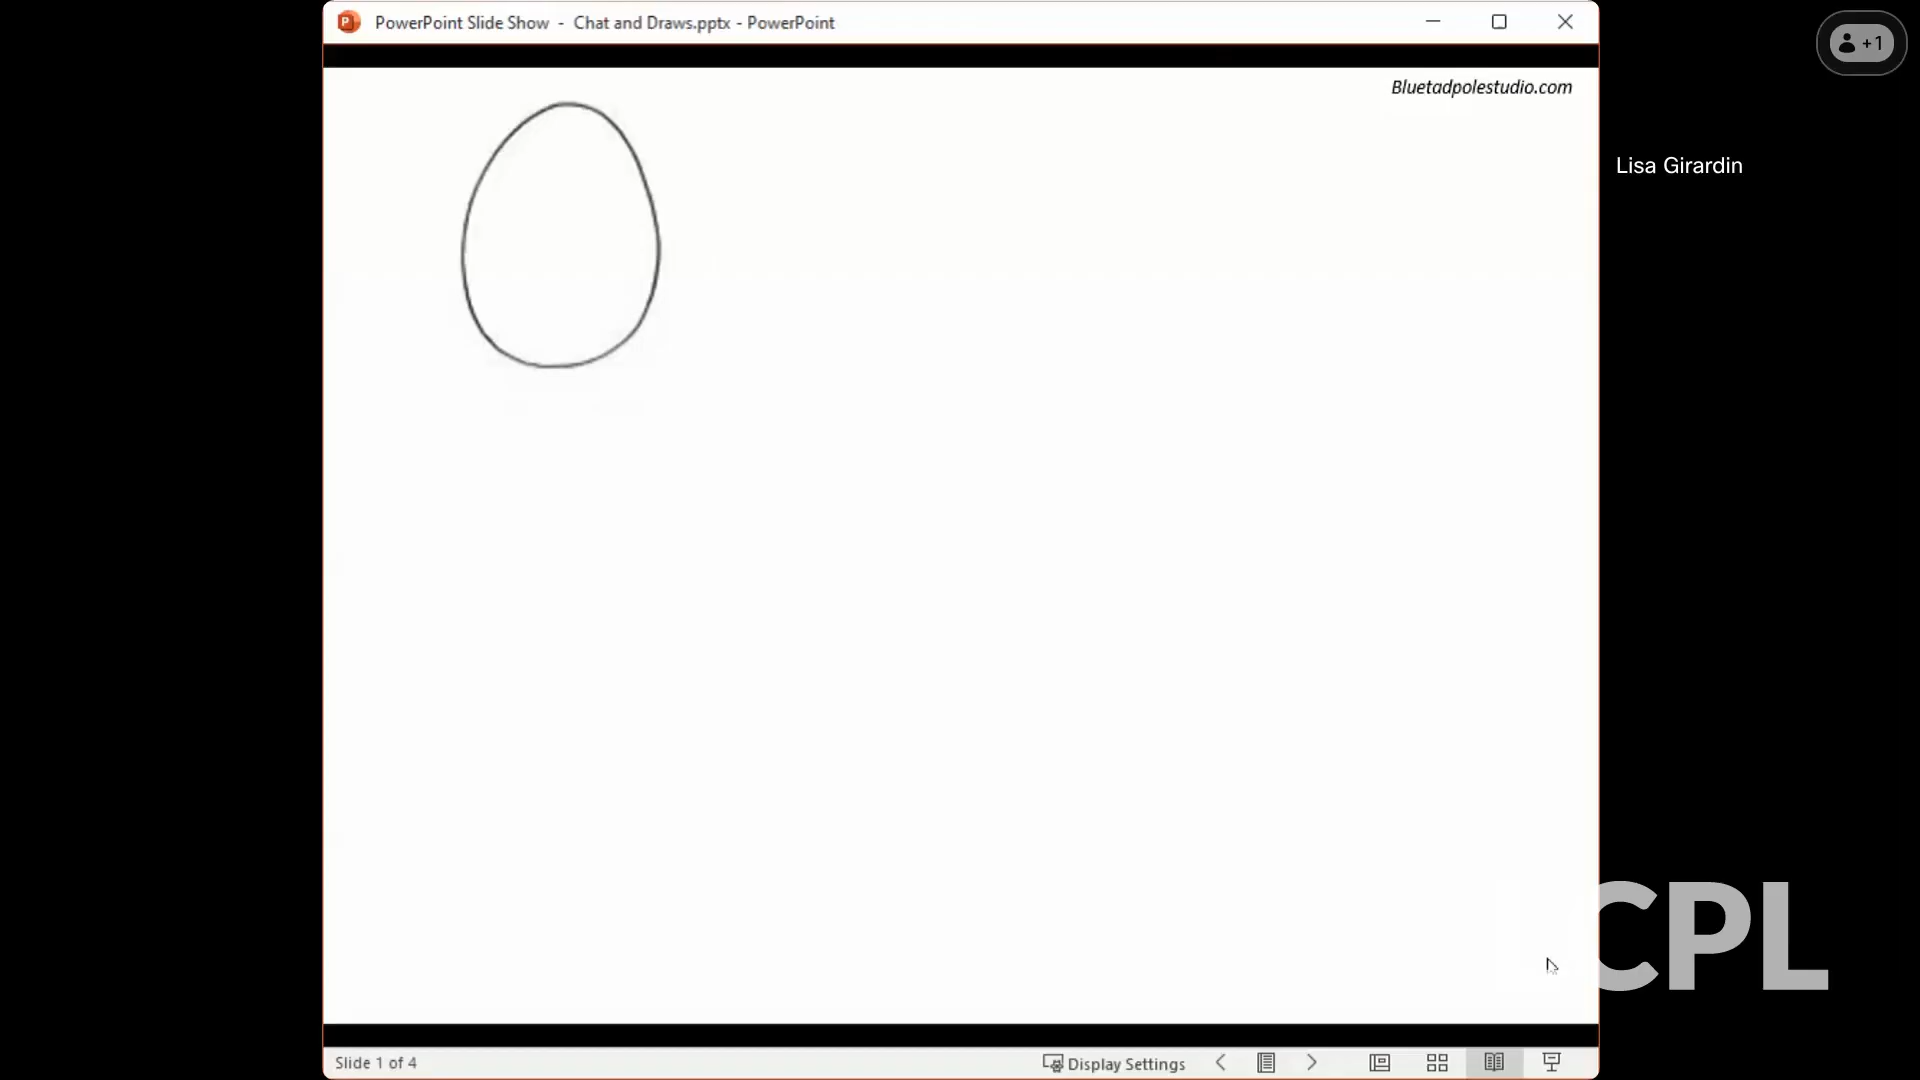 PowerPoint Slide Show - Chat and Draws.pptx - PowerPoint
+1
Bluetadpolestudio.com
Lisa Girardin
CPL
Slide 1 of 4
Display Settings